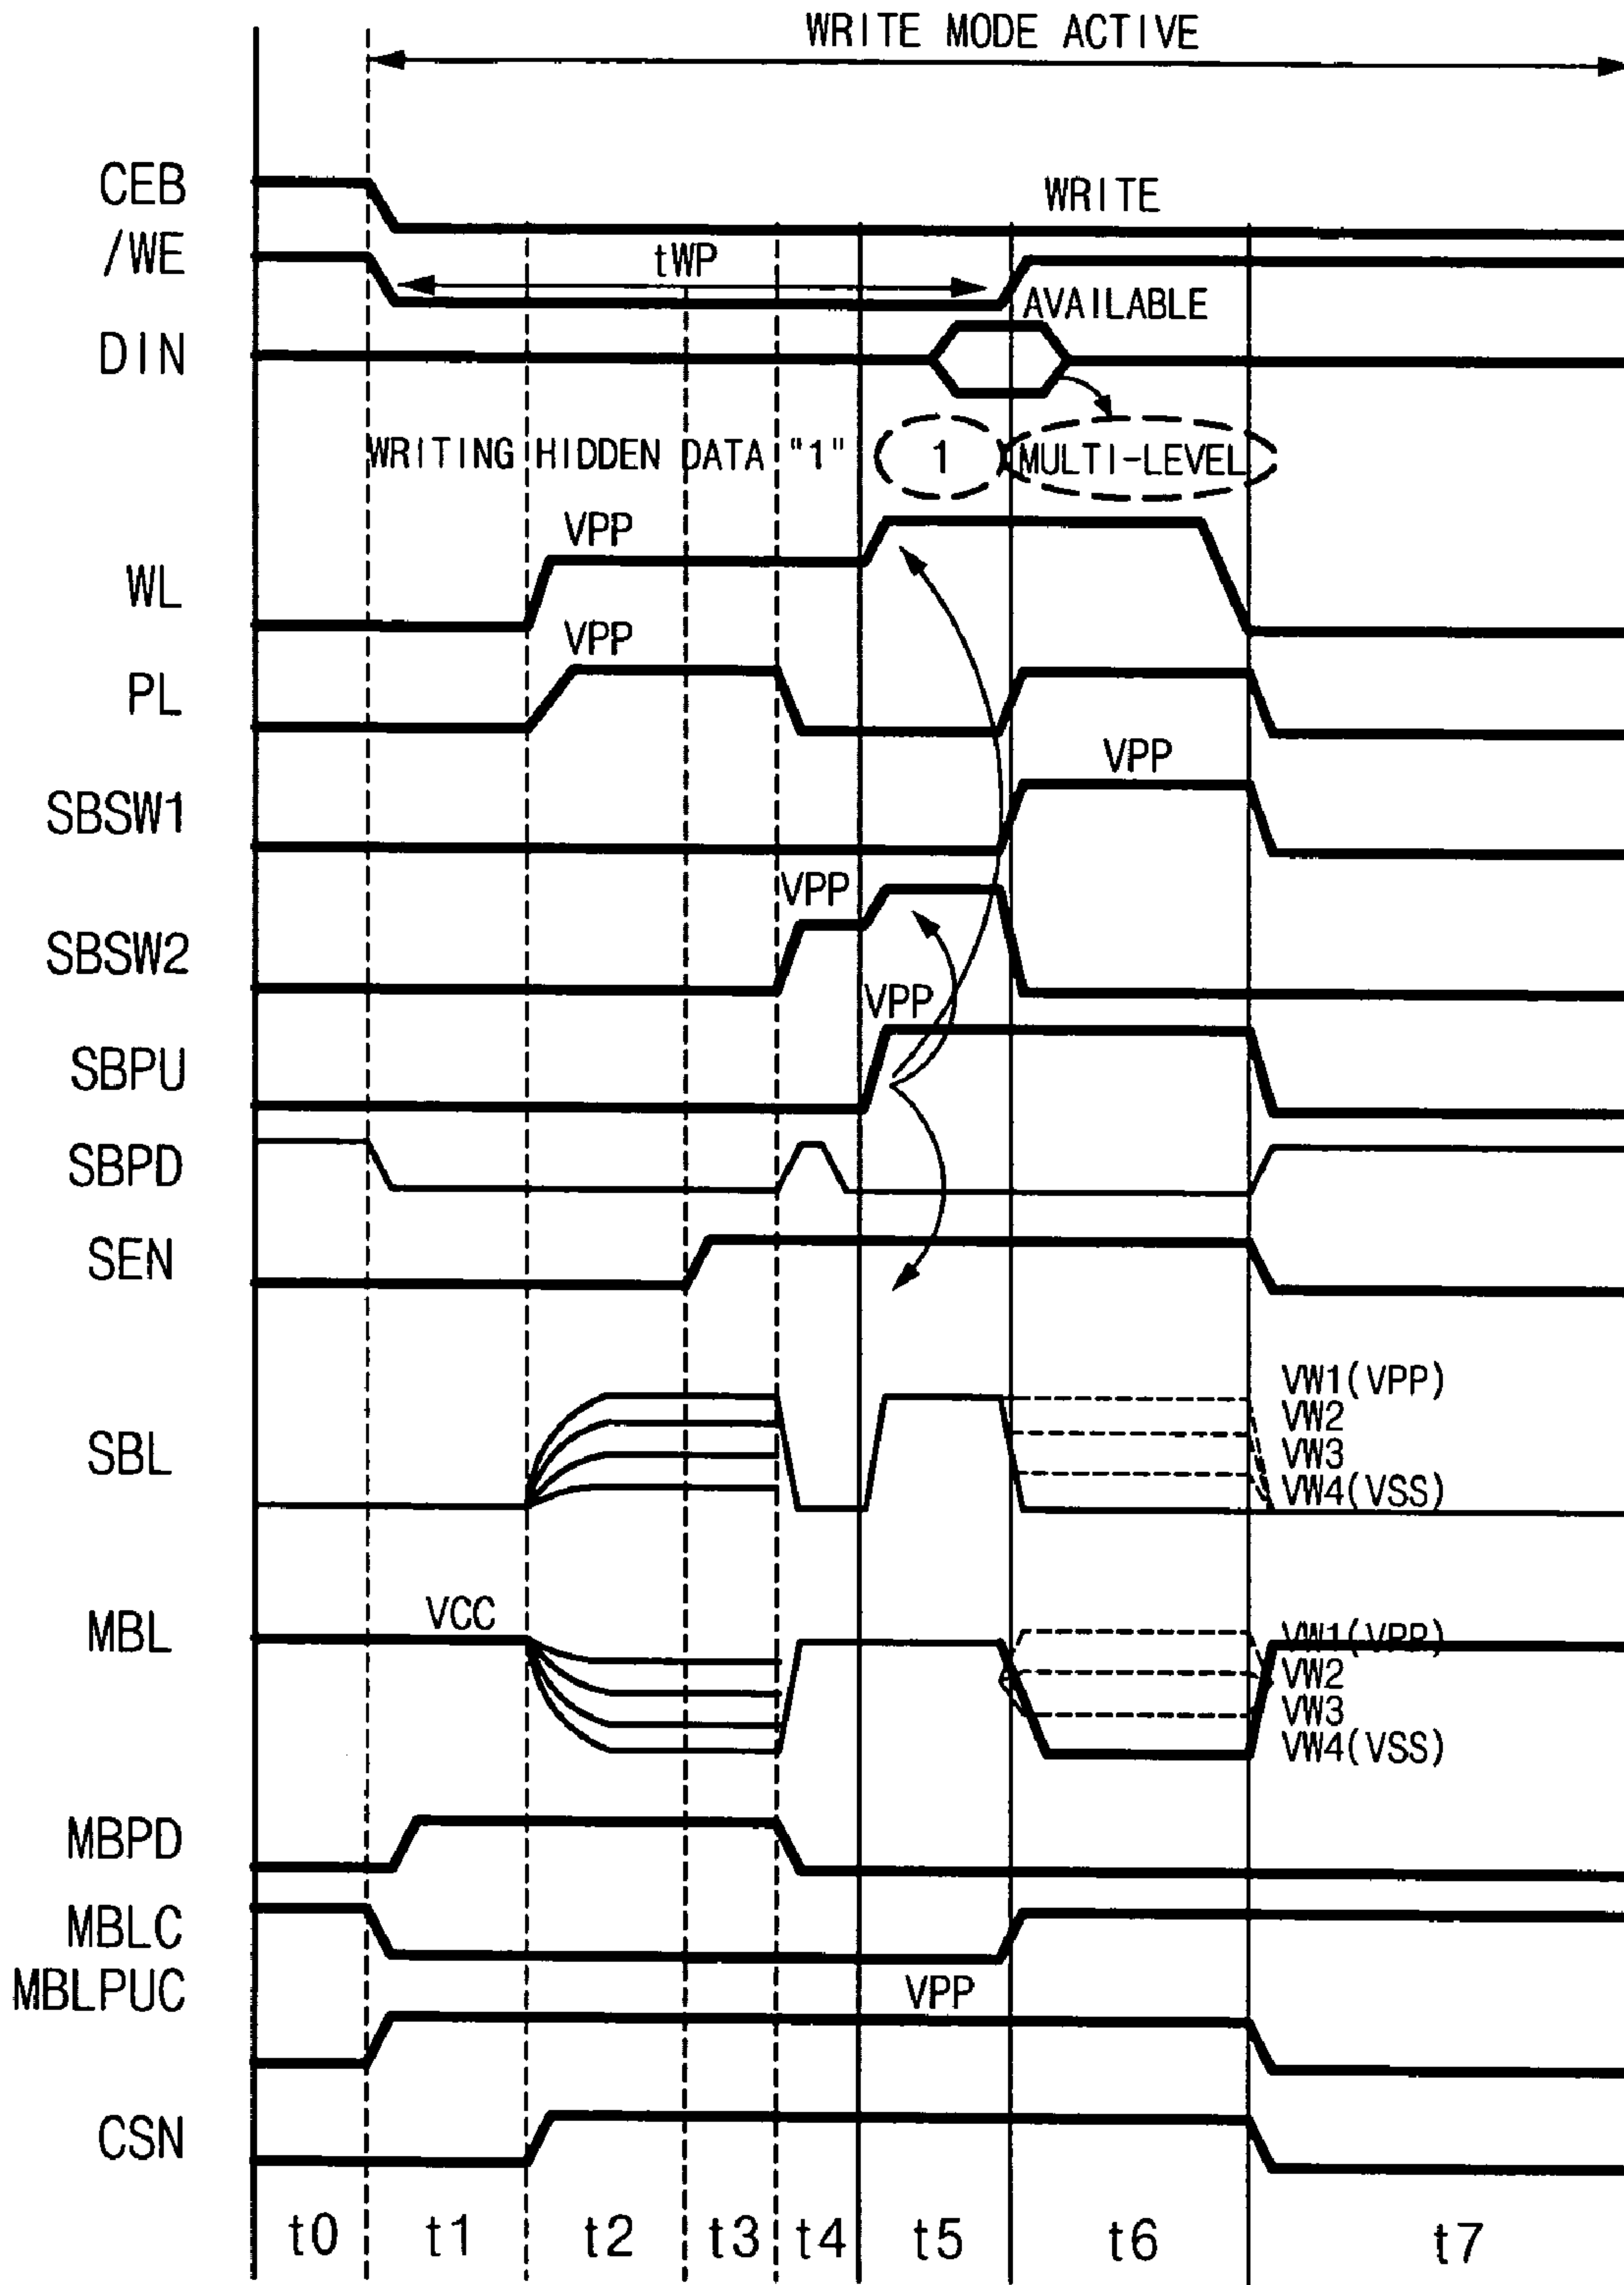 WRITE MODE ACTIVE
CEB
WRITE
/WE
tWP
AVAILABLE
DIN
WRITING HIDDEN DATA "1"
1
MULTI-LEVEL
VPP
WL
VPP
PL
VPP
SBSW1
VPP
SBSW2
VPP
SBPU
SBPD
SEN
VW1(VPP)
VW2
SBL
VW3
VW4(VSS)
VCC
MBL
VW1(VPP)
VW2
VW3
VW4(VSS)
MBPD
MBLC
MBLPUC
VPP
CSN
t0 t1 t2 t3 t4 t5 t6 t7